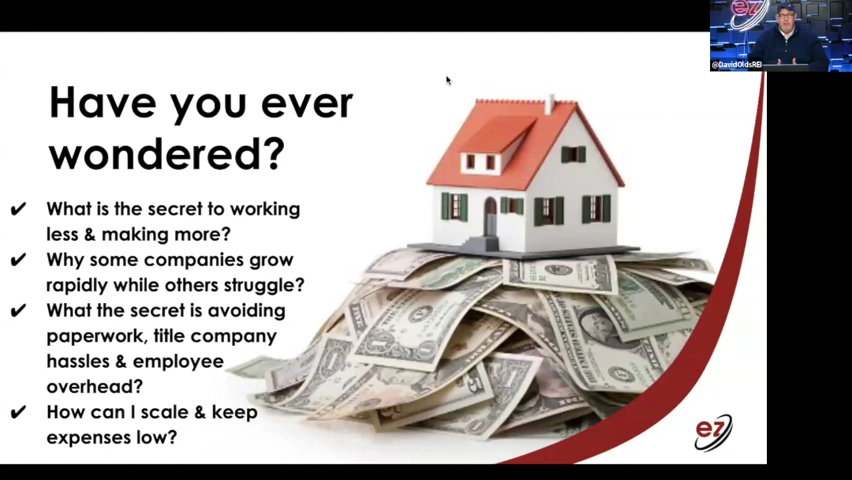 Have you ever
wondered?
✔ What is the secret to working
less & making more?
✔ Why some companies grow
rapidly while others struggle?
✔ What the secret is avoiding
paperwork, title company
hassles & employee
overhead?
✔ How can I scale & keep
expenses low?
ez
@DavidOldsREI
ez